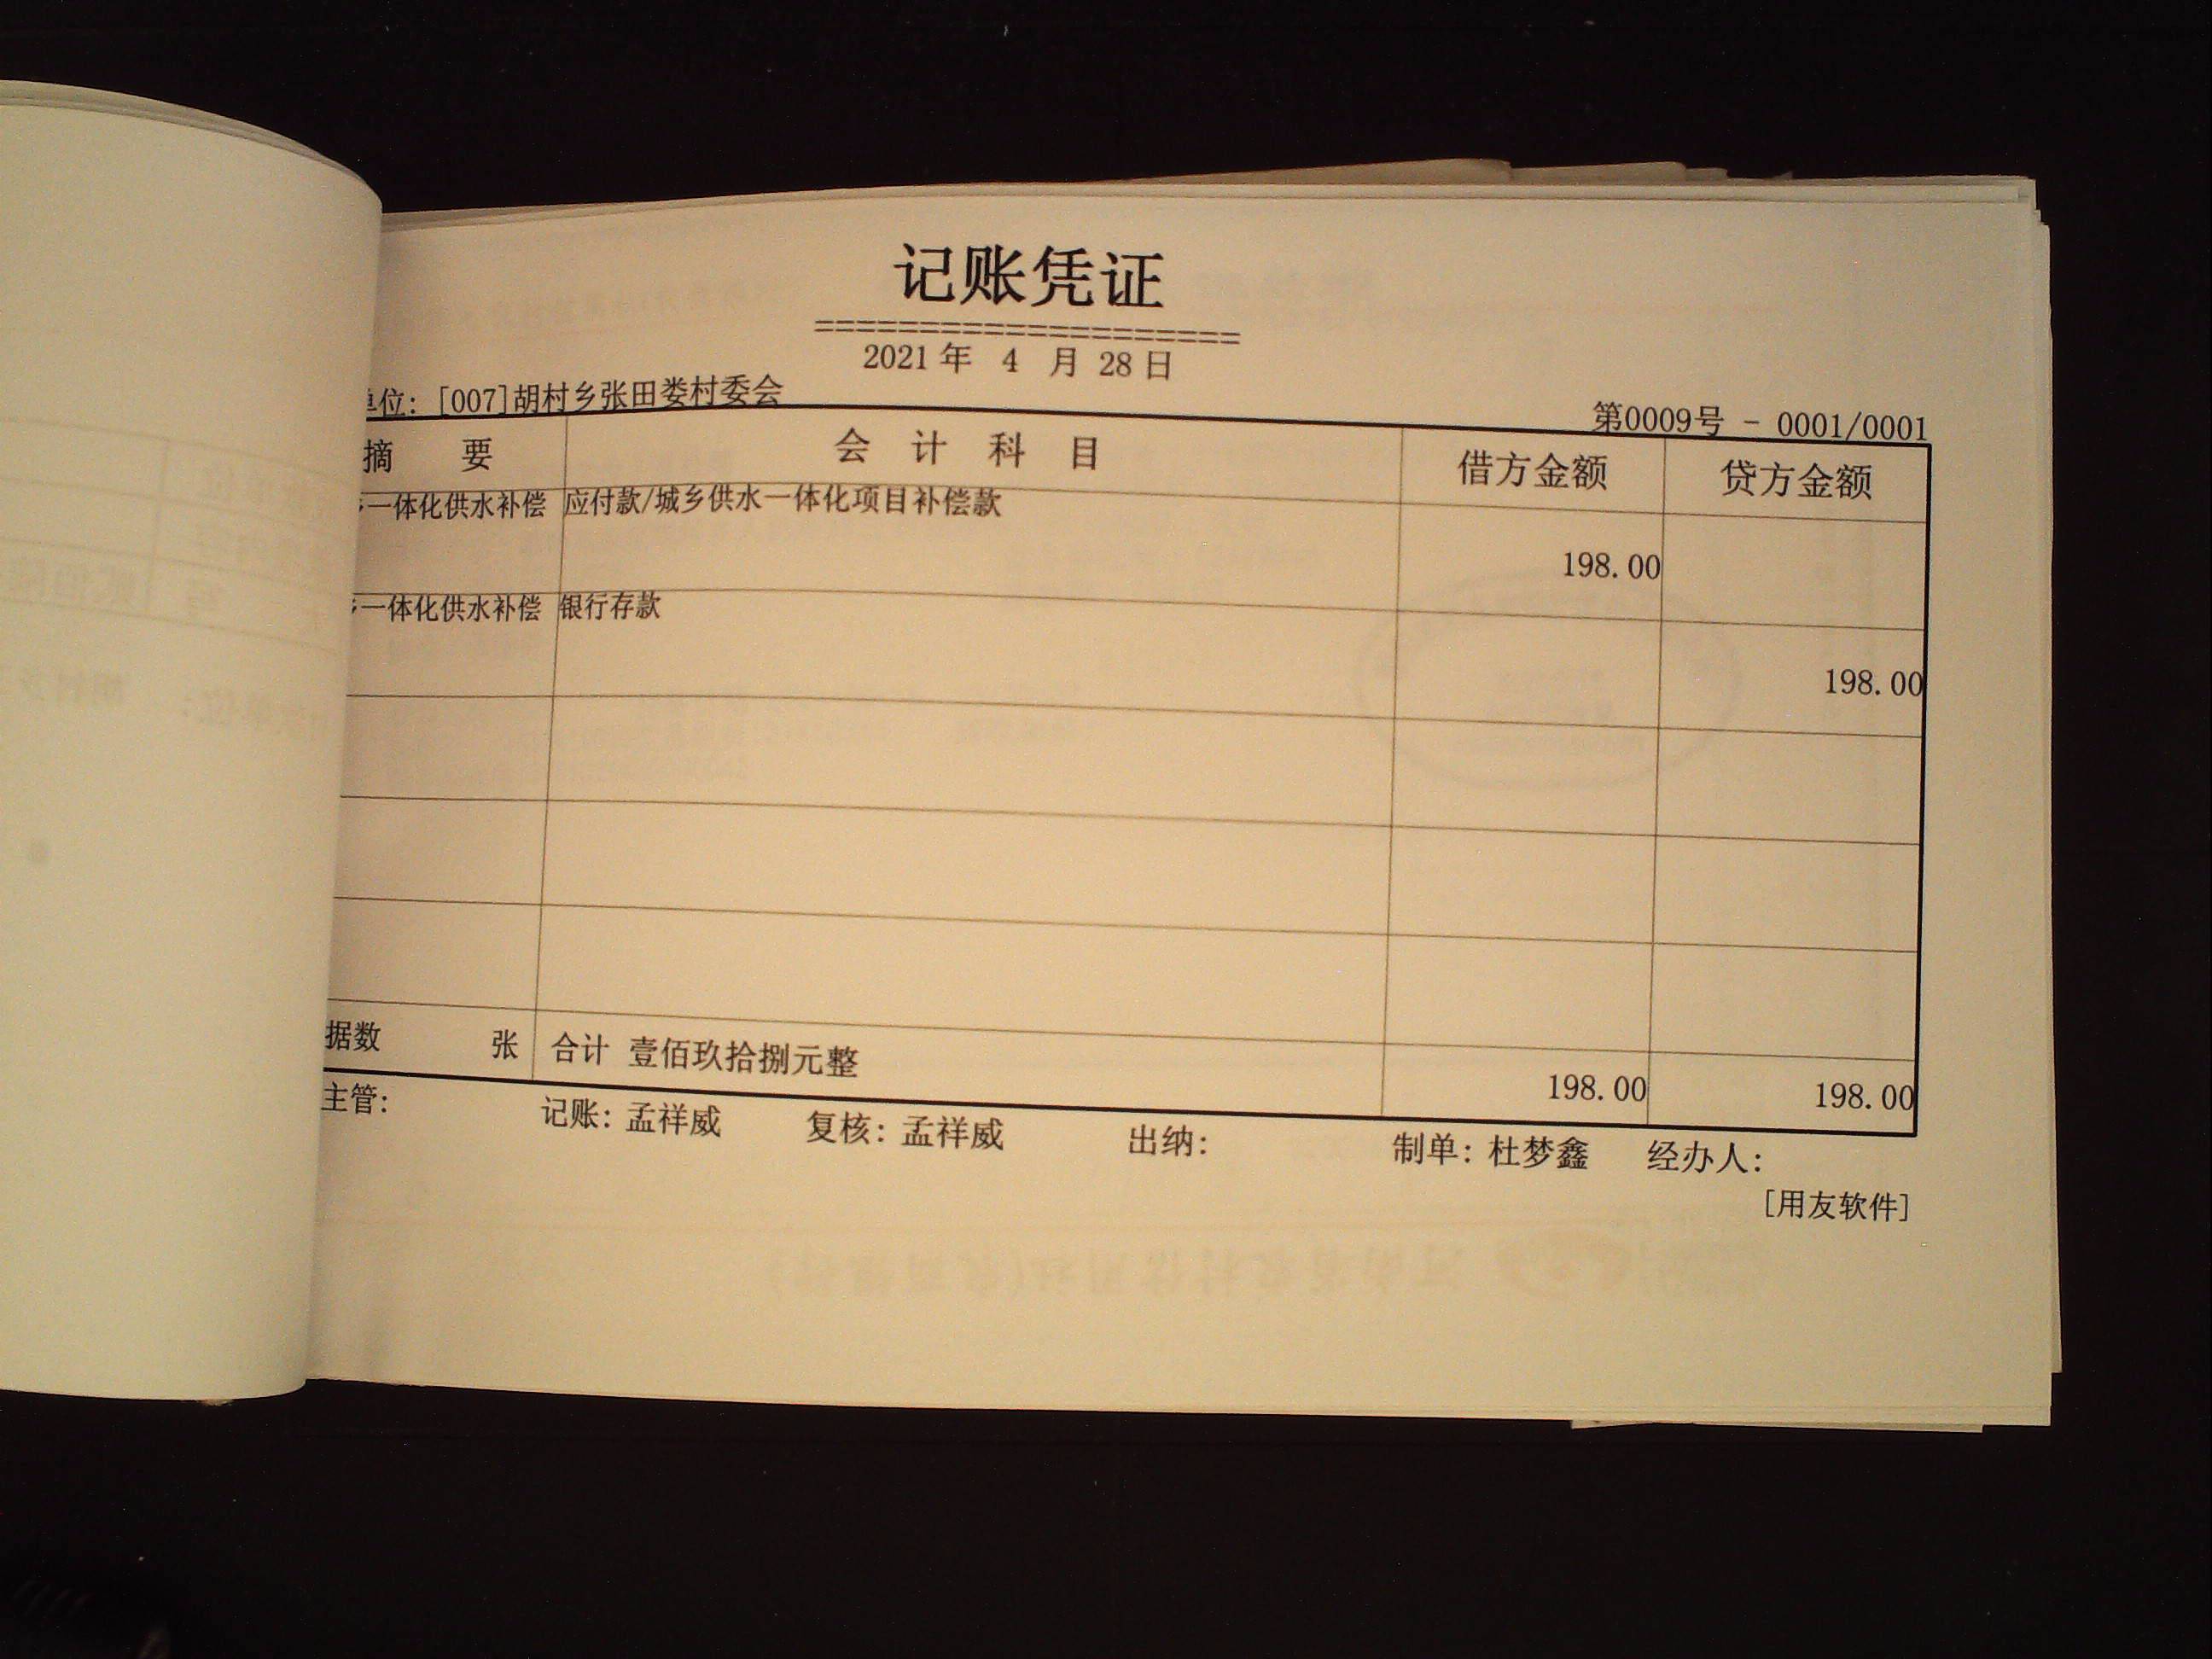 记账凭证
2021 年 4 月 28 日
单位: [007]胡村乡张田娄村委会
第0009号 - 0001/0001
摘 要 会 计 科 目 借方金额 贷方金额
一体化供水补偿 应付款/城乡供水一体化项目补偿款
198.00
一体化供水补偿 银行存款
198.00
据数 张 合计 壹佰玖拾捌元整 198.00 198.00
主管: 记账: 孟祥威 复核: 孟祥威 出纳: 制单: 杜梦鑫 经办人:
[用友软件]